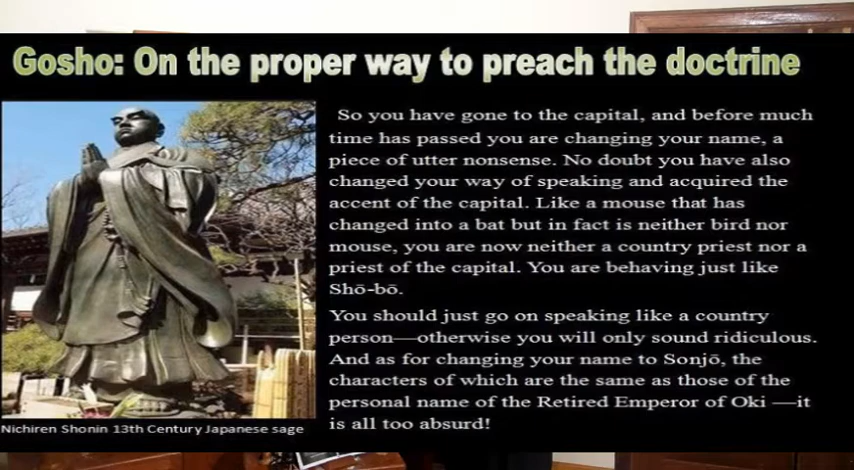 Gosho: On the proper way to preach the doctrine
So you have gone to the capital, and before much
time has passed you are changing your name, a
piece of utter nonsense. No doubt you have also
changed your way of speaking and acquired the
accent of the capital. Like a mouse that has
changed into a bat but in fact is neither bird nor
mouse, you are now neither a country priest nor a
priest of the capital. You are behaving just like
Shō-bō.
You should just go on speaking like a country
person—otherwise you will only sound ridiculous.
And as for changing your name to Sonjō, the
characters of which are the same as those of the
personal name of the Retired Emperor of Oki —it
is all too absurd!
Nichiren Shonin 13th Century Japanese sage